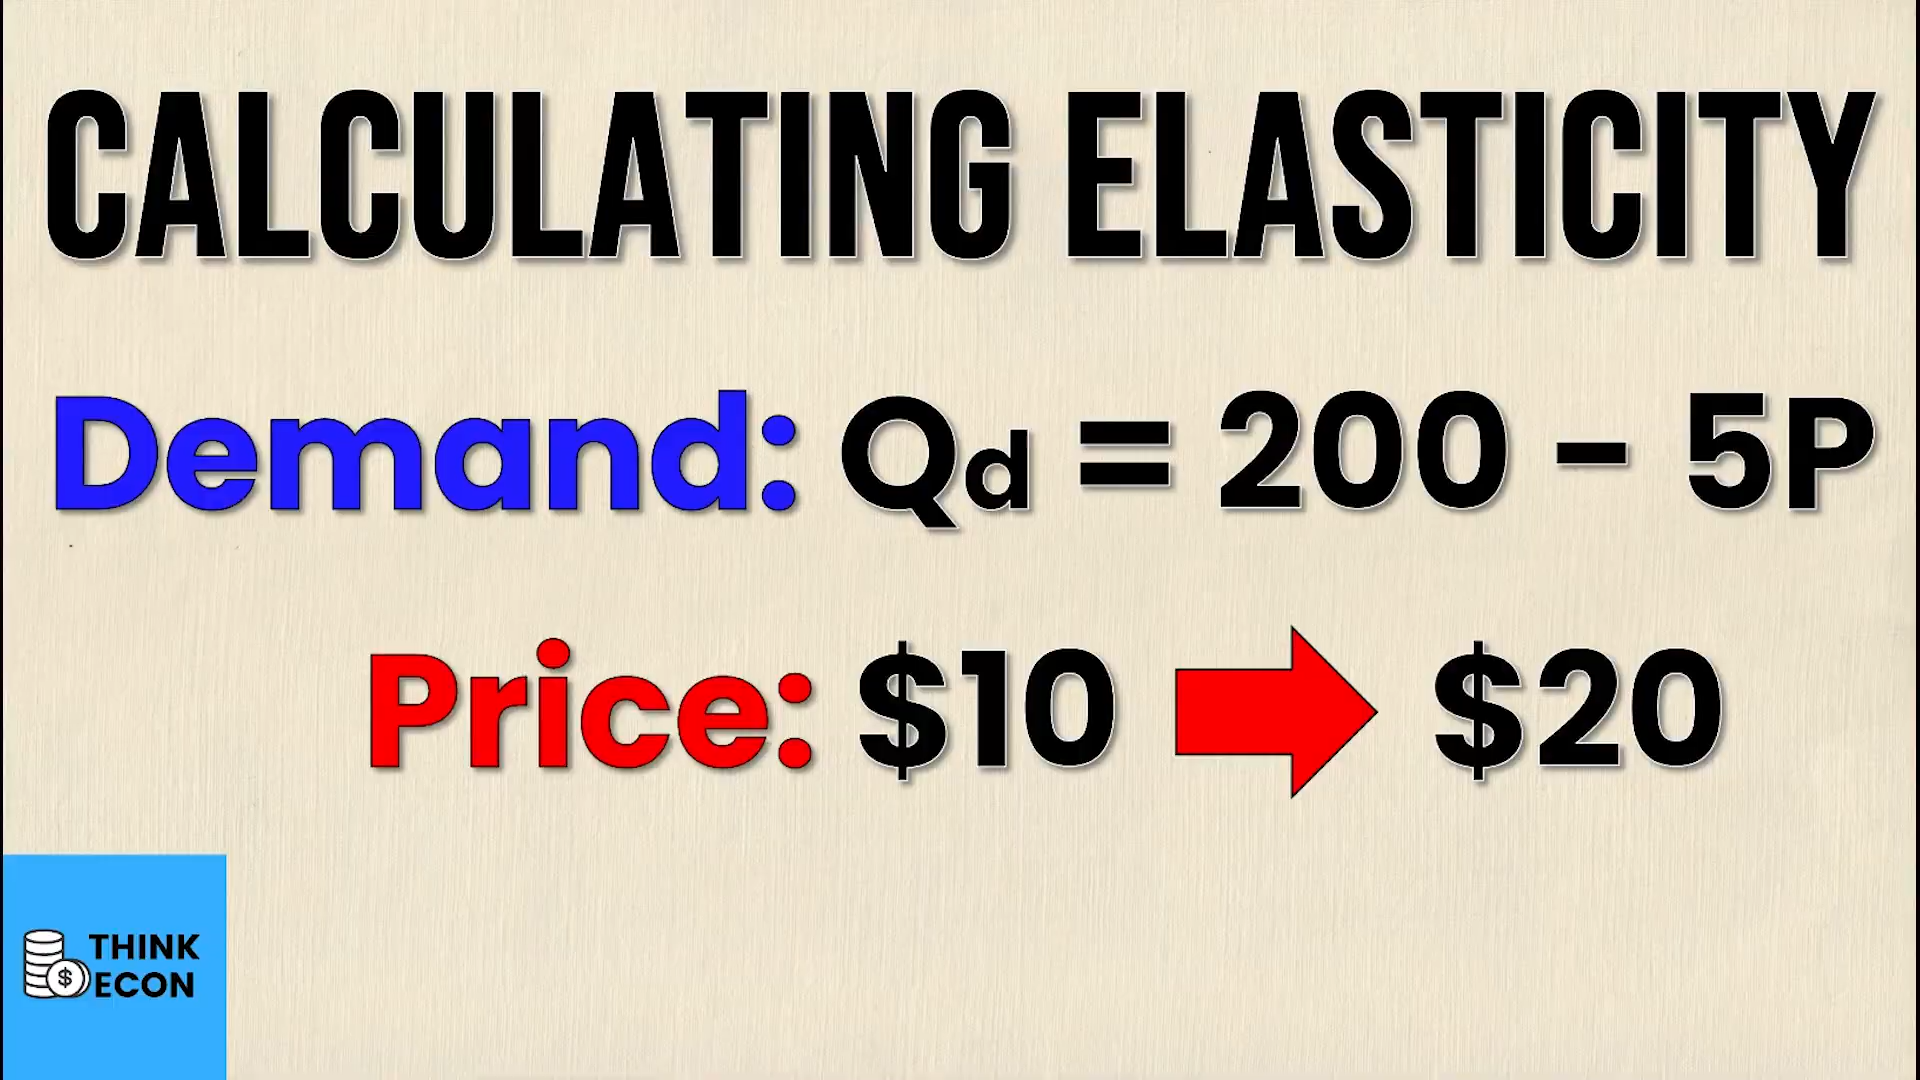 CALCULATING ELASTICITY
Demand: Qd = 200 - 5P
Price: $10 $20
$ THINK
ECON